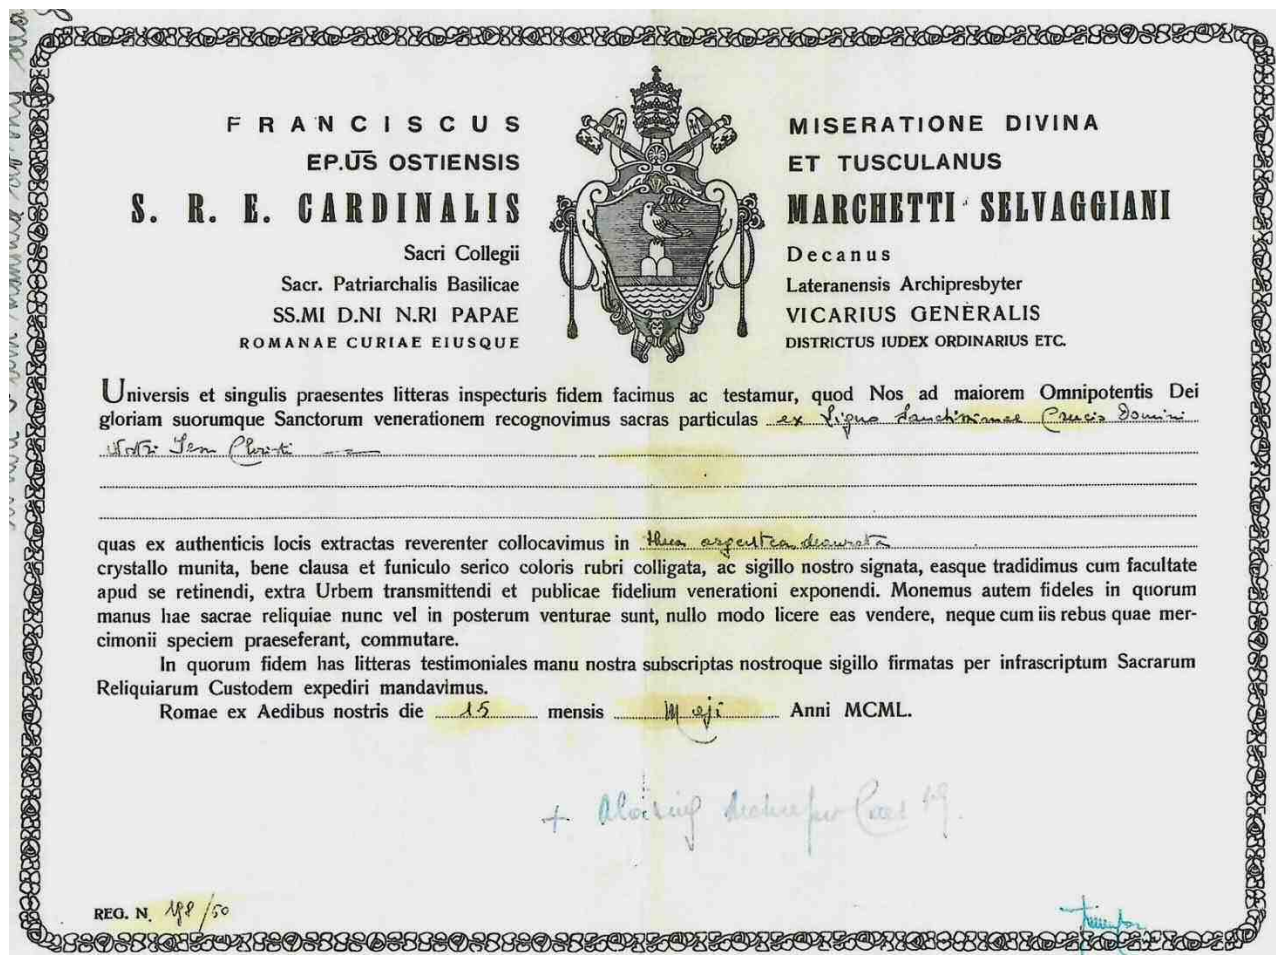 FRANCISCUS MISERATIONE DIVINA
EP.US OSTIENSIS ET TUSCULANUS
S. R. E. CARDINALIS MARCHETTI SELVAGGIANI
Sacri Collegii Decanus
Sacr. Patriarchalis Basilicae Lateranensis Archipresbyter
SS.MI D.NI N.RI PAPAE VICARIUS GENERALIS
ROMANAE CURIAE EIUSQUE DISTRICTUS IUDEX ORDINARIUS ETC.
Universis et singulis praesentes litteras inspecturis fidem facimus ac testamur, quod Nos ad maiorem Omnipotentis Dei
gloriam suorumque Sanctorum venerationem recognovimus sacras particulas ex Ligno Sanctissimae Crucis Domini
Nostri Jesu Christi
quas ex authenticis locis extractas reverenter collocavimus in theca argentea deaurata
crystallo munita, bene clausa et funiculo serico coloris rubri colligata, ac sigillo nostro signata, easque tradidimus cum facultate
apud se retinendi, extra Urbem transmittendi et publicae fidelium venerationi exponendi. Monemus autem fideles in quorum
manus hae sacrae reliquiae nunc vel in posterum venturae sunt, nullo modo licere eas vendere, neque cum iis rebus quae mer-
cimonii speciem praeseferant, commutare.
In quorum fidem has litteras testimoniales manu nostra subscriptas nostroque sigillo firmatas per infrascriptum Sacrarum
Reliquiarum Custodem expediri mandavimus.
Romae ex Aedibus nostris die 15 mensis Maji Anni MCML.
REG. N. /50